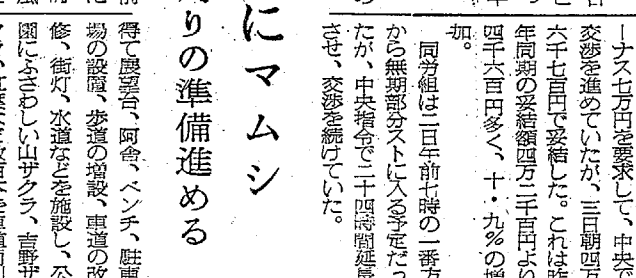 ーナス七万円を要求して、中央
交渉を進めていたが、三日朝四万
六千七百円で妥結した。これは昨
年同期の妥結額四万二千百円より
四千六百円多く、十・九%の増
加。
同労組は二日午前七時の一番方
から無期部分ストに入る予定だっ
たが、中央指令で二十四時間延長
させ、交渉を続けていた。
にマムシ
りの準備進める
得て展望台、阿舎、ベンチ、駐車
場の設置、歩道の増設、車道の改
修、街灯、水道などを施設し、公
園にふさわしい山ザクラ、吉野ザ